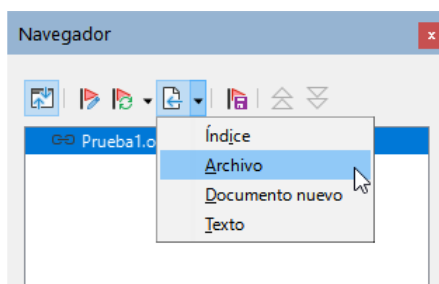 Navegador
Prueba1.o
Índice
Archivo
Documento nuevo
Texto